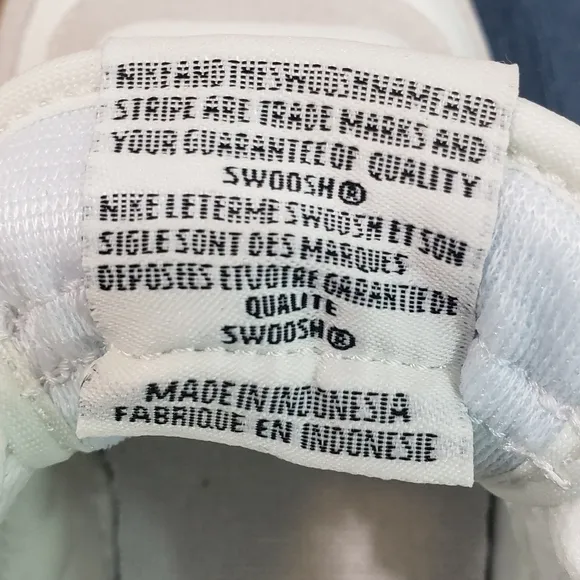 NIKE AND THE SWOOSH NAME AND
STRIPE ARE TRADE MARKS AND
YOUR GUARANTEE OF QUALITY
SWOOSH®
NIKE LE TERME SWOOSH ET SON
SIGLE SONT DES MARQUES
DEPOSEES ET VOTRE GARANTIE DE
QUALITE
SWOOSH®
MADE IN INDONESIA
FABRIQUE EN INDONESIE